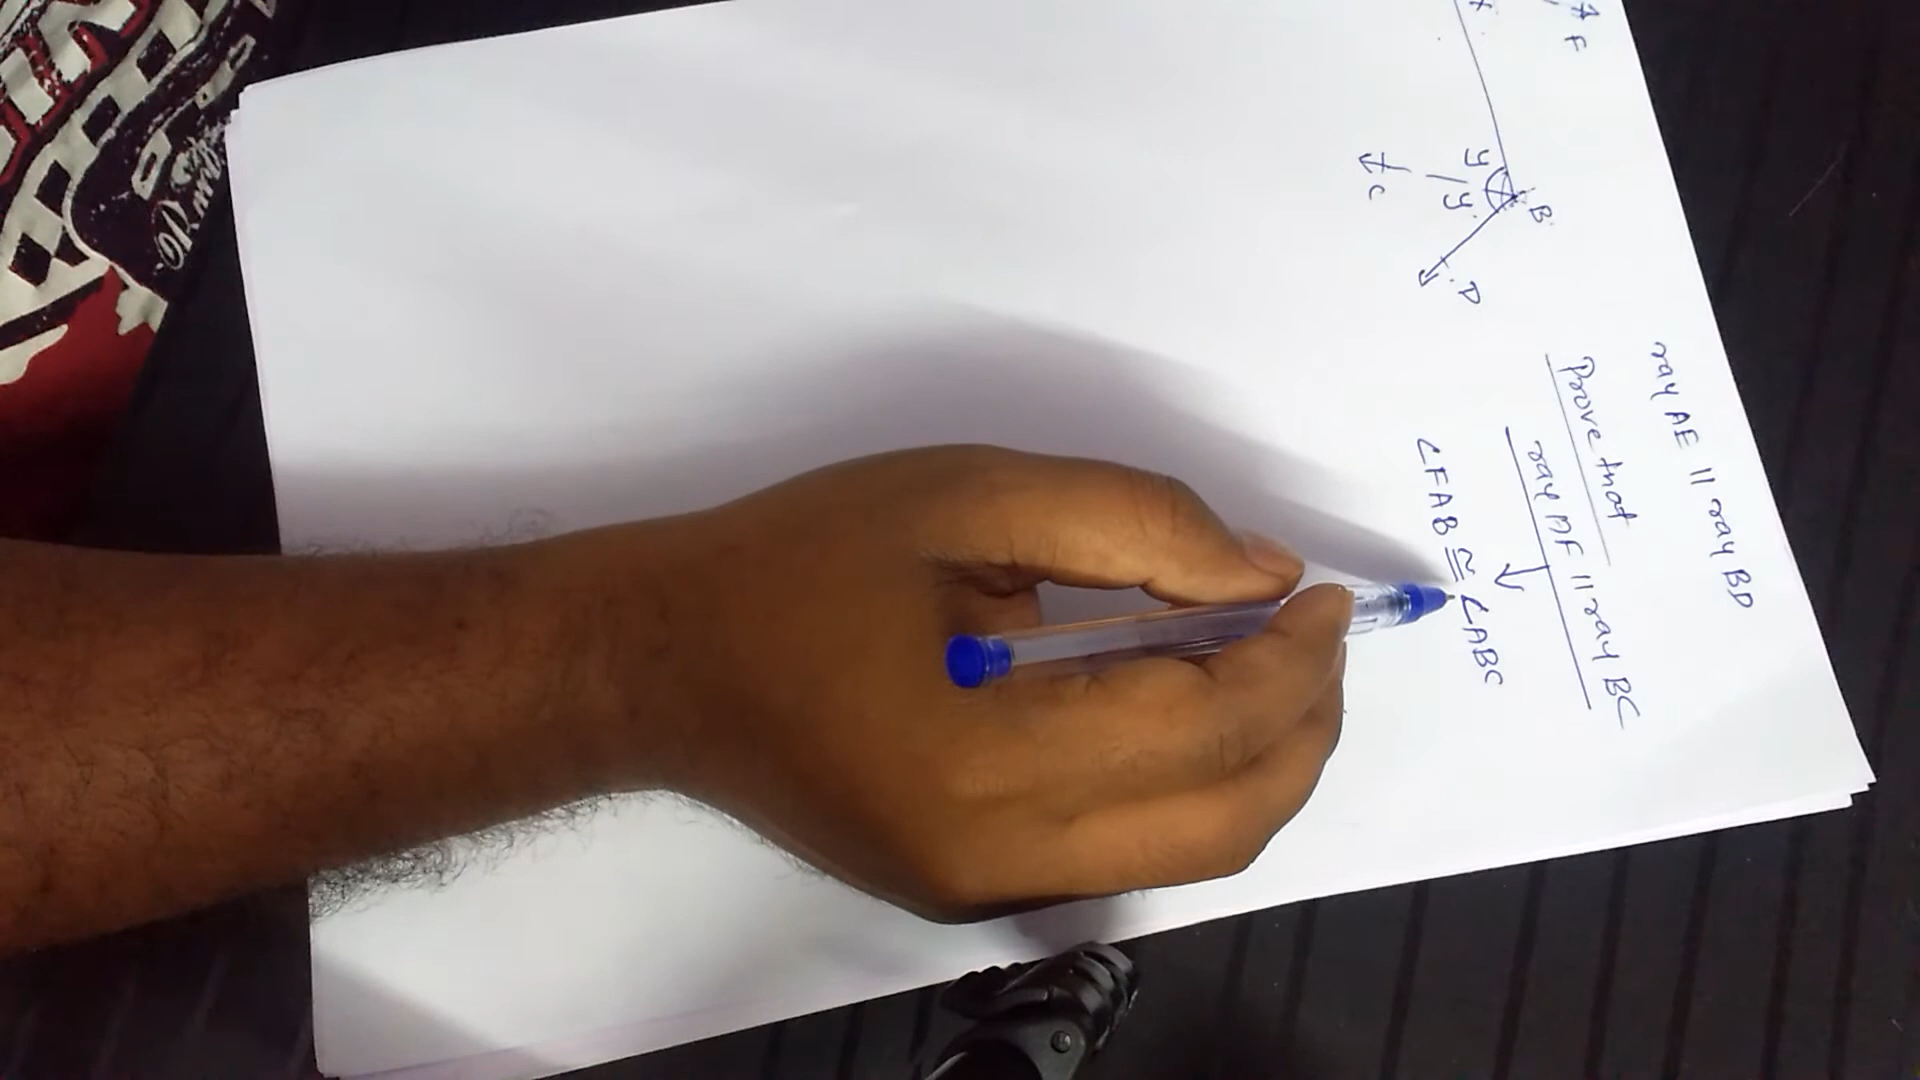 ray AE || ray BD
Prove that
ray AF || ray BC
∠FAB ≅ ∠ABC
F
x
B
y
y
C
D